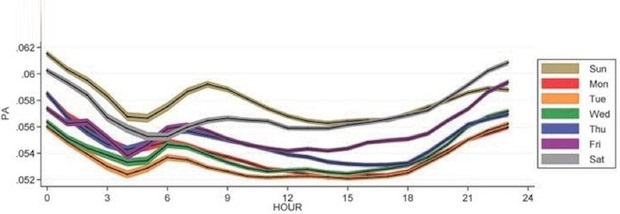 .062
.06
.058
.056
.054
.052
PA
0 3 6 9 12 15 18 21 24
HOUR
Sun
Mon
Tue
Wed
Thu
Fri
Sat